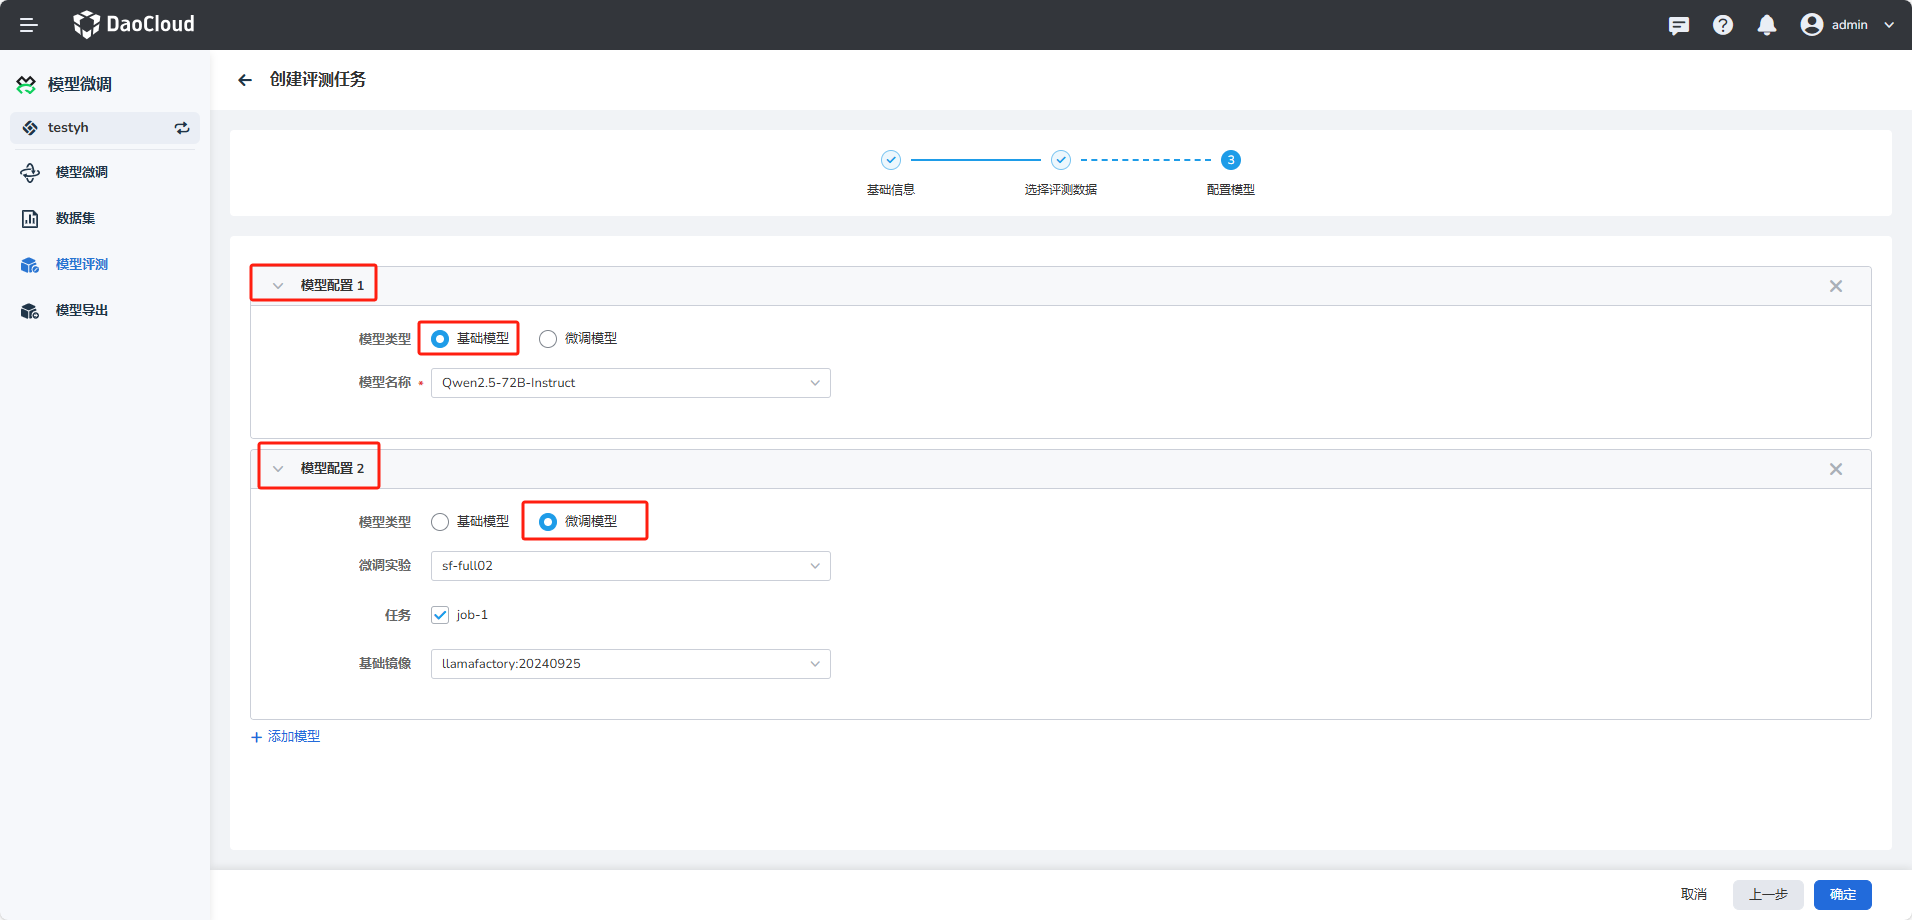 DaoCloud
admin
模型微调
testyh
模型微调
数据集
模型评测
模型导出
创建评测任务
3
基础信息
选择评测数据
配置模型
模型配置 1
模型类型
基础模型
微调模型
模型名称 *
Qwen2.5-72B-Instruct
模型配置 2
模型类型
基础模型
微调模型
微调实验
sf-full02
任务
job-1
基础镜像
llamafactory:20240925
+ 添加模型
取消
上一步
确定